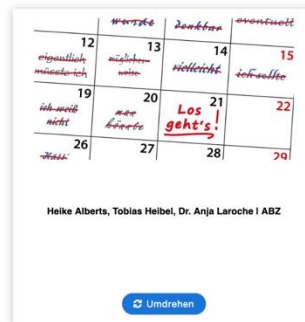 wurde denkbar eventuell
12 13 14 15
eigentlich müsste ich möglicher-weise vielleicht ich sollte
19 20 21 22
ich weiß nicht man könnte Los geht's!
26 27 28 29
Hätt
Heike Alberts, Tobias Heibel, Dr. Anja Laroche I ABZ
Umdrehen